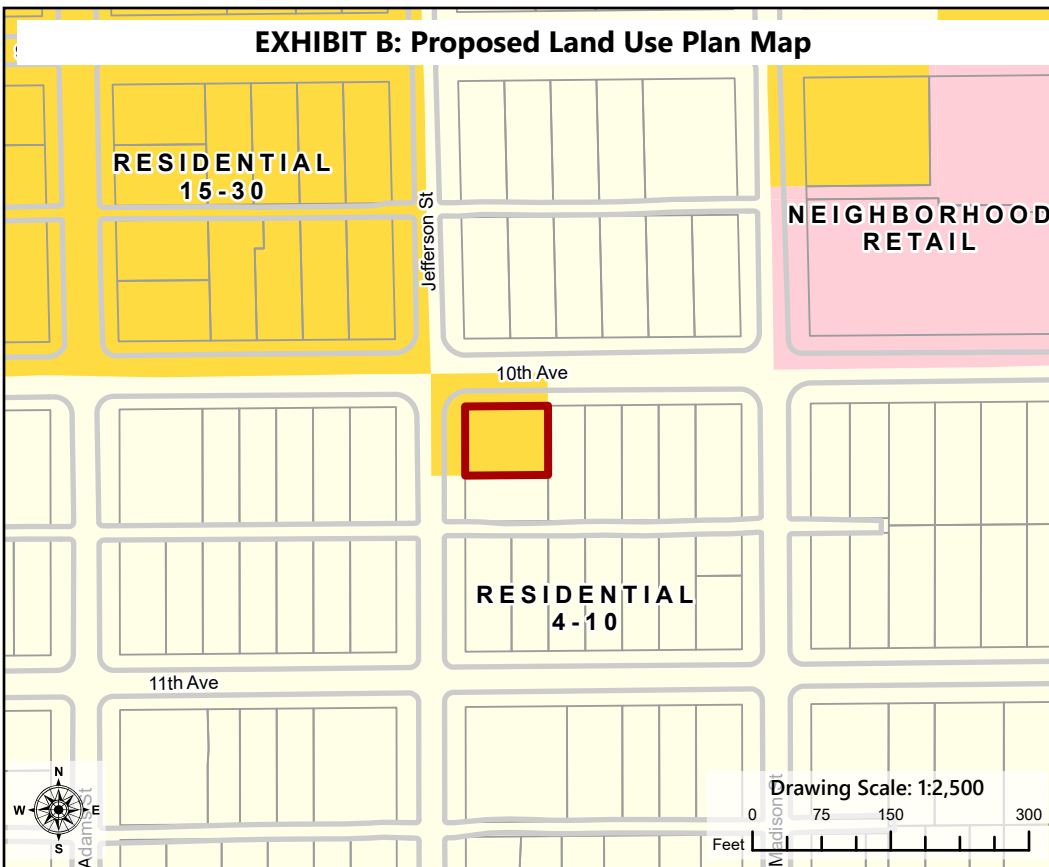 EXHIBIT B: Proposed Land Use Plan Map
RESIDENTIAL
15-30
Jefferson St
NEIGHBORHOOD
RETAIL
10th Ave
RESIDENTIAL
4-10
11th Ave
N
W
E
S
Adams St
Madison St
Drawing Scale: 1:2,500
0 75 150 300
Feet